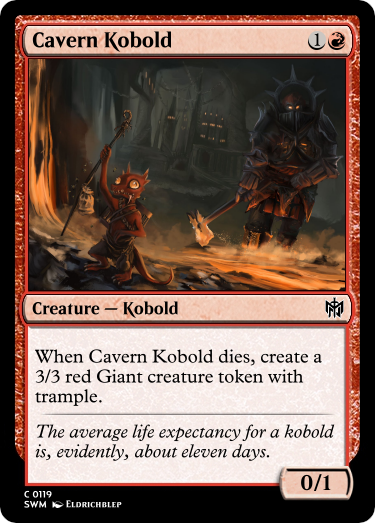 Cavern Kobold 1
Creature — Kobold
When Cavern Kobold dies, create a
3/3 red Giant creature token with
trample.
The average life expectancy for a kobold
is, evidently, about eleven days.
0/1
C 0119
SWM Eldrichblep